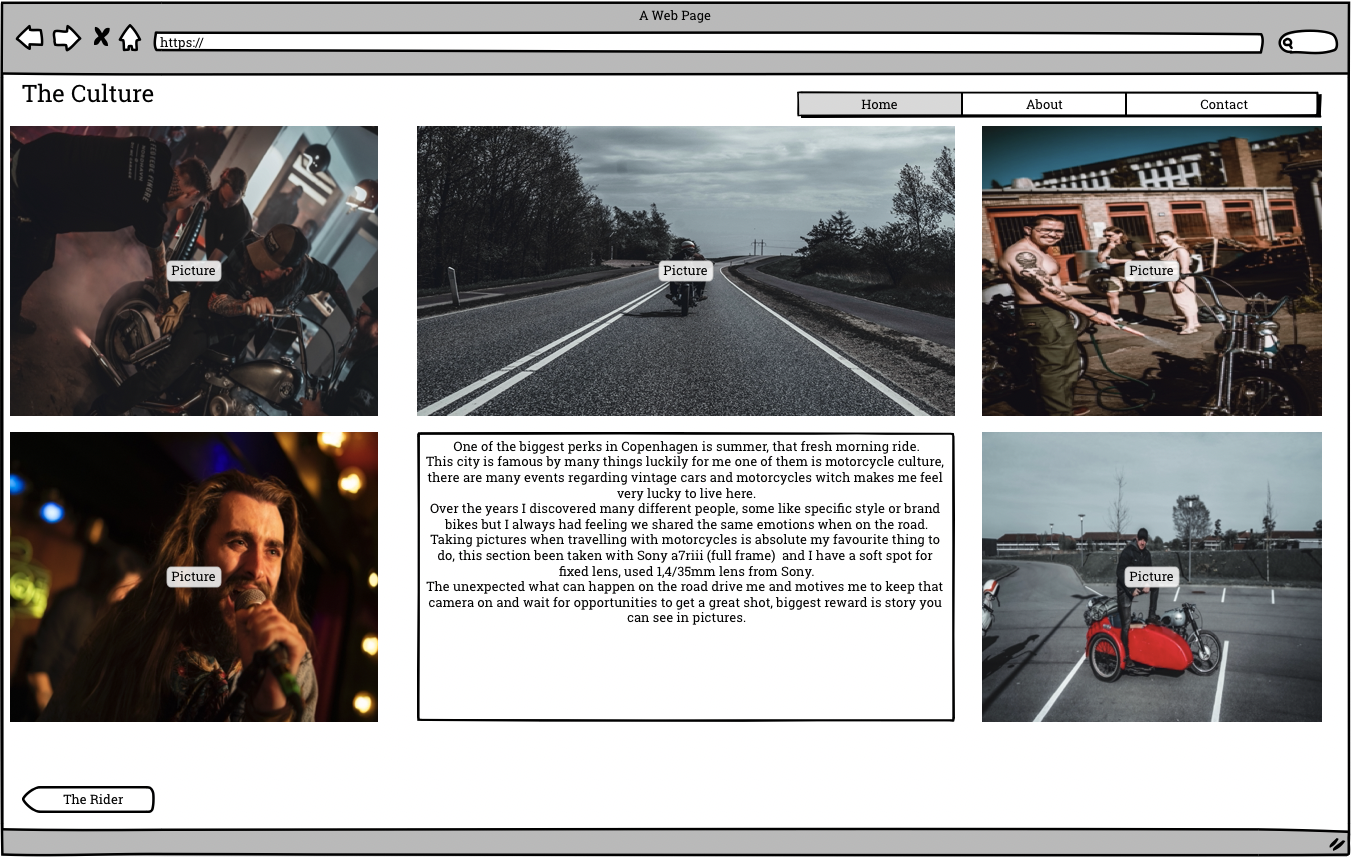 A Web Page
https://
The Culture
Home About Contact
Picture
Picture
Picture
One of the biggest perks in Copenhagen is summer, that fresh morning ride.
This city is famous by many things luckily for me one of them is motorcycle culture,
there are many events regarding vintage cars and motorcycles witch makes me feel
very lucky to live here.
Over the years I discovered many different people, some like specific style or brand
bikes but I always had feeling we shared the same emotions when on the road.
Taking pictures when travelling with motorcycles is absolute my favourite thing to
do, this section been taken with Sony a7riii (full frame)  and I have a soft spot for
fixed lens, used 1,4/35mm lens from Sony.
The unexpected what can happen on the road drive me and motives me to keep that
camera on and wait for opportunities to get a great shot, biggest reward is story you
can see in pictures.
Picture
Picture
The Rider